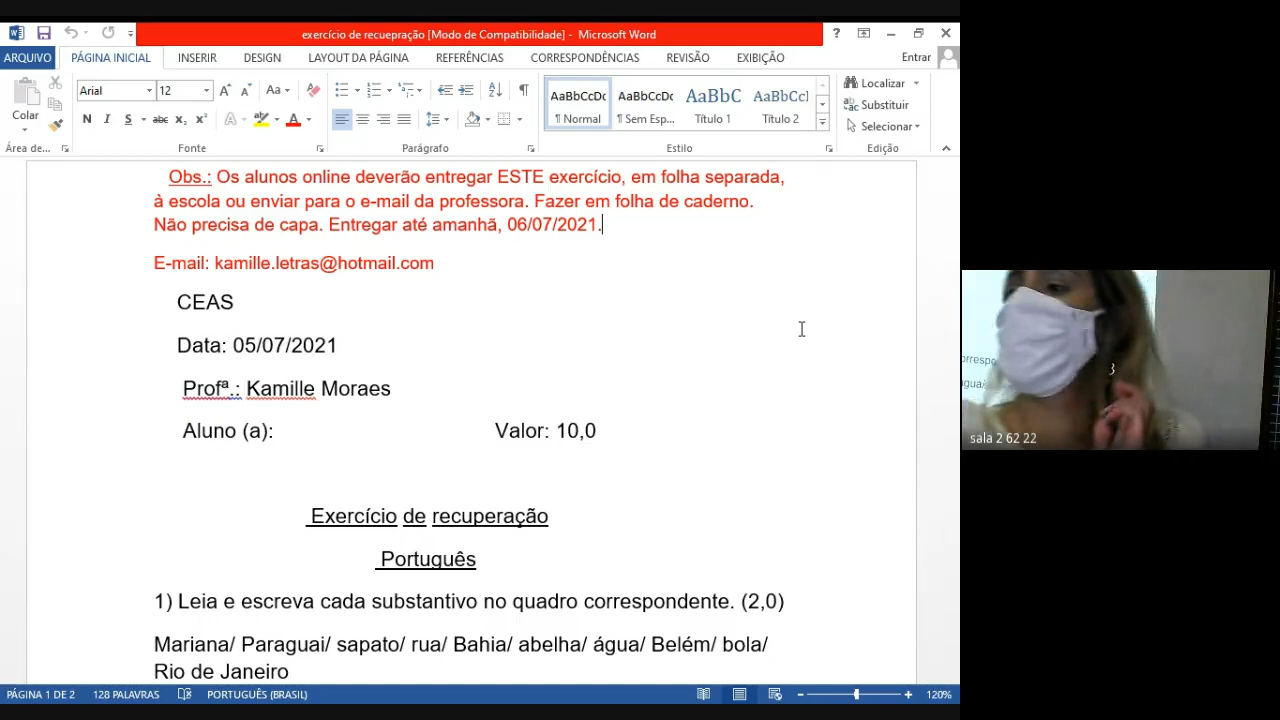 exercício de recuepração [Modo de Compatibilidade] - Microsoft Word
ARQUIVO PÁGINA INICIAL INSERIR DESIGN LAYOUT DA PÁGINA REFERÊNCIAS CORRESPONDÊNCIAS REVISÃO EXIBIÇÃO Entrar
Colar
Arial 12
AaBbCcDc AaBbCcDc AaBbC AaBbCcI
¶ Normal ¶ Sem Esp... Título 1 Título 2
Localizar
Substituir
Selecionar
Área de... Fonte Parágrafo Estilo Edição
Obs.: Os alunos online deverão entregar ESTE exercício, em folha separada,
à escola ou enviar para o e-mail da professora. Fazer em folha de caderno.
Não precisa de capa. Entregar até amanhã, 06/07/2021.
E-mail: kamille.letras@hotmail.com
CEAS
Data: 05/07/2021
Profª.: Kamille Moraes
Aluno (a): Valor: 10,0
Exercício de recuperação
Português
1) Leia e escreva cada substantivo no quadro correspondente. (2,0)
Mariana/ Paraguai/ sapato/ rua/ Bahia/ abelha/ água/ Belém/ bola/
Rio de Janeiro
PÁGINA 1 DE 2 128 PALAVRAS PORTUGUÊS (BRASIL) 120%
sala 2 62 22